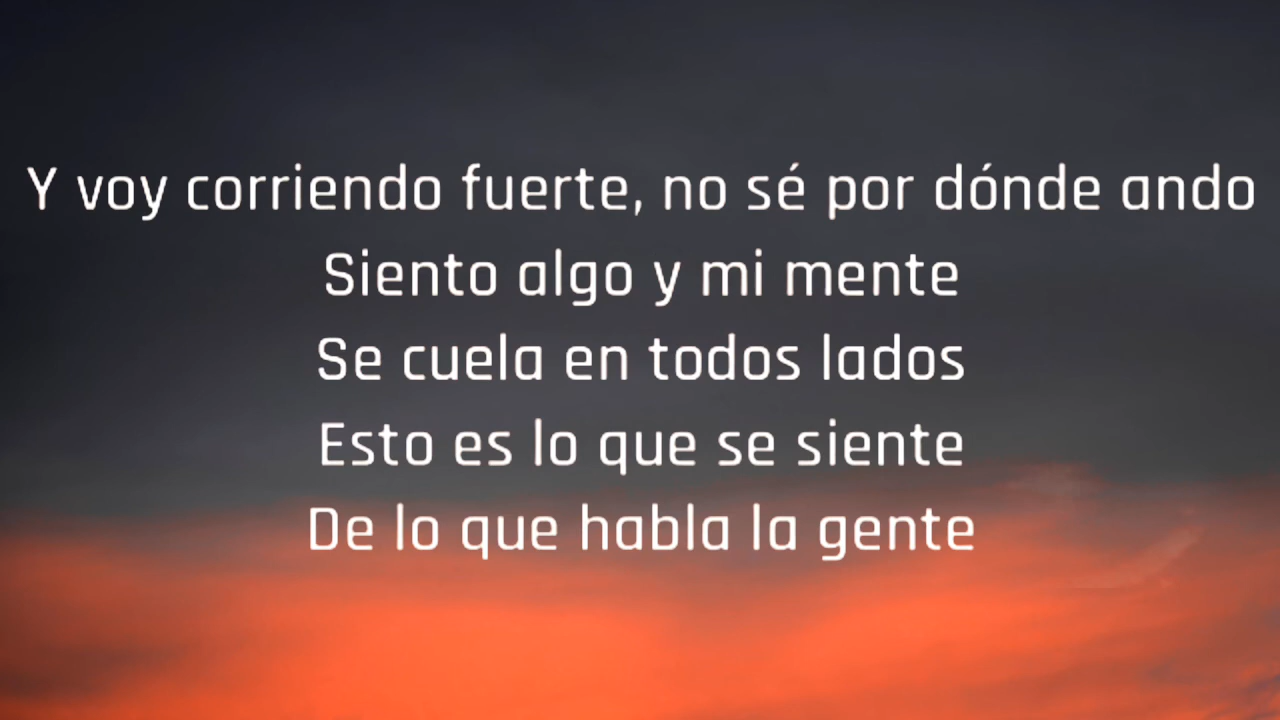 Y voy corriendo fuerte, no sé por dónde ando
Siento algo y mi mente
Se cuela en todos lados
Esto es lo que se siente
De lo que habla la gente